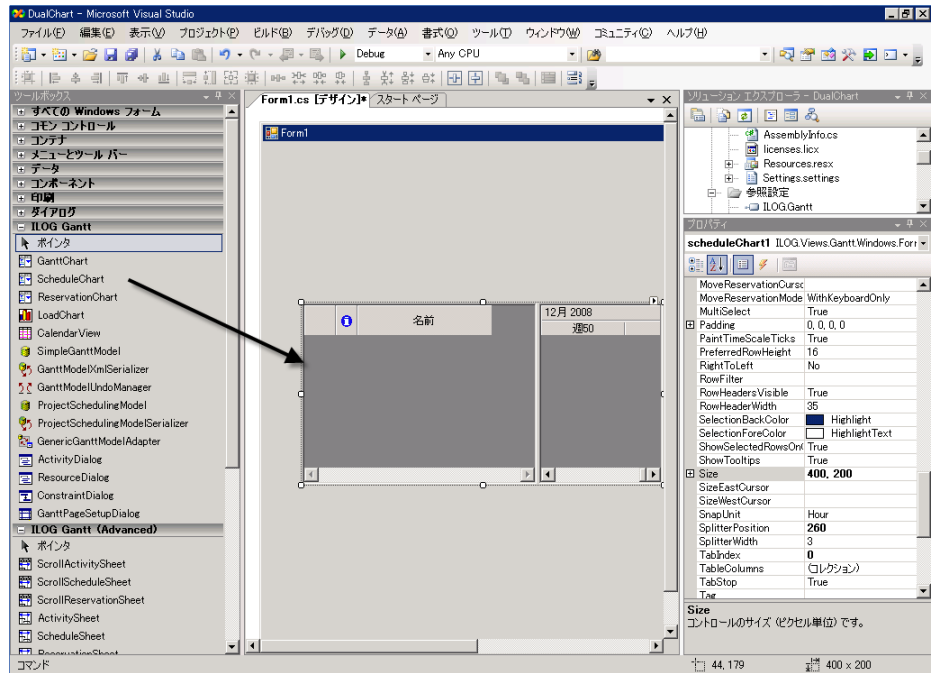 DualChart - Microsoft Visual Studio
ファイル(F) 編集(E) 表示(V) プロジェクト(P) ビルド(B) デバッグ(D) データ(A) 書式(O) ツール(T) ウィンドウ(W) コミュニティ(C) ヘルプ(H)
Debug Any CPU
ツールボックス
すべての Windows フォーム
コモン コントロール
コンテナ
メニューとツール バー
データ
コンポーネント
印刷
ダイアログ
ILOG Gantt
ポインタ
GanttChart
ScheduleChart
ReservationChart
LoadChart
CalendarView
SimpleGanttModel
GanttModelXmlSerializer
GanttModelUndoManager
ProjectSchedulingModel
ProjectSchedulingModelSerializer
GenericGanttModelAdapter
ActivityDialog
ResourceDialog
ConstraintDialog
GanttPageSetupDialog
ILOG Gantt (Advanced)
ポインタ
ScrollActivitySheet
ScrollScheduleSheet
ScrollReservationSheet
ActivitySheet
ScheduleSheet
ReservationSheet
コマンド
Form1.cs [デザイン]* スタート ページ
Form1
名前
12月 2008
週50
ソリューション エクスプローラ - DualChart
AssemblyInfo.cs
licenses.licx
Resources.resx
Settings.settings
参照設定
ILOG.Gantt
プロパティ
scheduleChart1 ILOG.Views.Gantt.Windows.Forr
MoveReservationCursc
MoveReservationMode WithKeyboardOnly
MultiSelect True
Padding 0, 0, 0, 0
PaintTimeScaleTicks True
PreferredRowHeight 16
RightToLeft No
RowFilter
RowHeadersVisible True
RowHeaderWidth 35
SelectionBackColor Highlight
SelectionForeColor HighlightText
ShowSelectedRowsOn( True
ShowTooltips True
Size 400, 200
SizeEastCursor
SizeWestCursor
SnapUnit Hour
SplitterPosition 260
SplitterWidth 3
TabIndex 0
TableColumns (コレクション)
TabStop True
Tag
Size
コントロールのサイズ (ピクセル単位) です。
44, 179 400 x 200